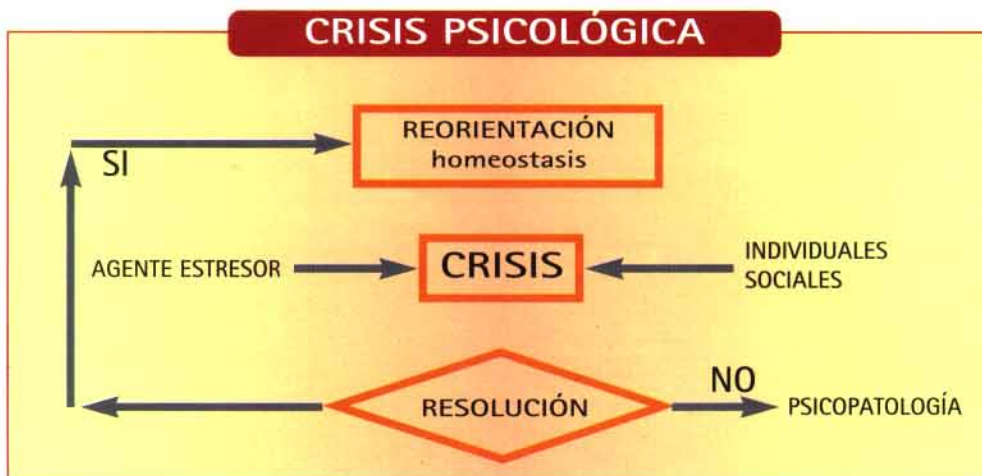 CRISIS PSICOLÓGICA
REORIENTACIÓN
homeostasis
SI
AGENTE ESTRESOR
CRISIS
INDIVIDUALES
SOCIALES
RESOLUCIÓN
NO
PSICOPATOLOGÍA